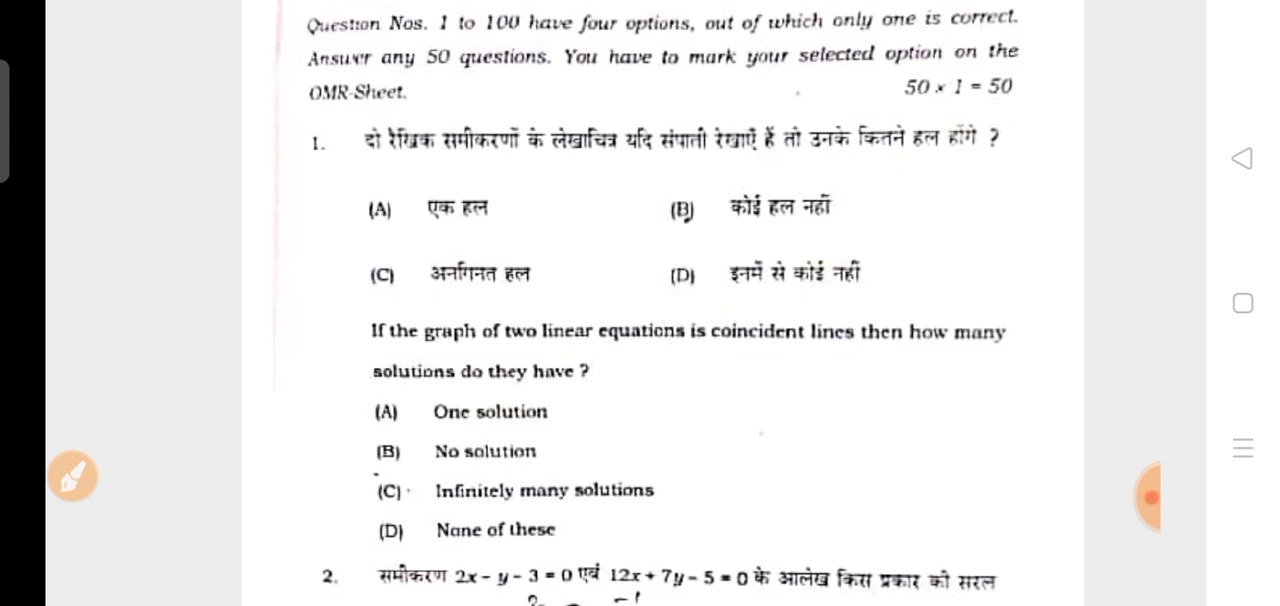 Question Nos. 1 to 100 have four options, out of which only one is correct.
Answer any 50 questions. You have to mark your selected option on the
OMR-Sheet. 50 × 1 = 50
1. दो रैखिक समीकरणों के लेखाचित्र यदि संपाती रेखाएँ हैं तो उनके कितने हल होंगे ?
(A) एक हल (B) कोई हल नहीं
(C) अनगिनत हल (D) इनमें से कोई नहीं
If the graph of two linear equations is coincident lines then how many
solutions do they have ?
(A) One solution
(B) No solution
(C) Infinitely many solutions
(D) None of these
2. समीकरण 2x - y - 3 = 0 एवं 12x + 7y - 5 = 0 के आलेख किस प्रकार की सरल